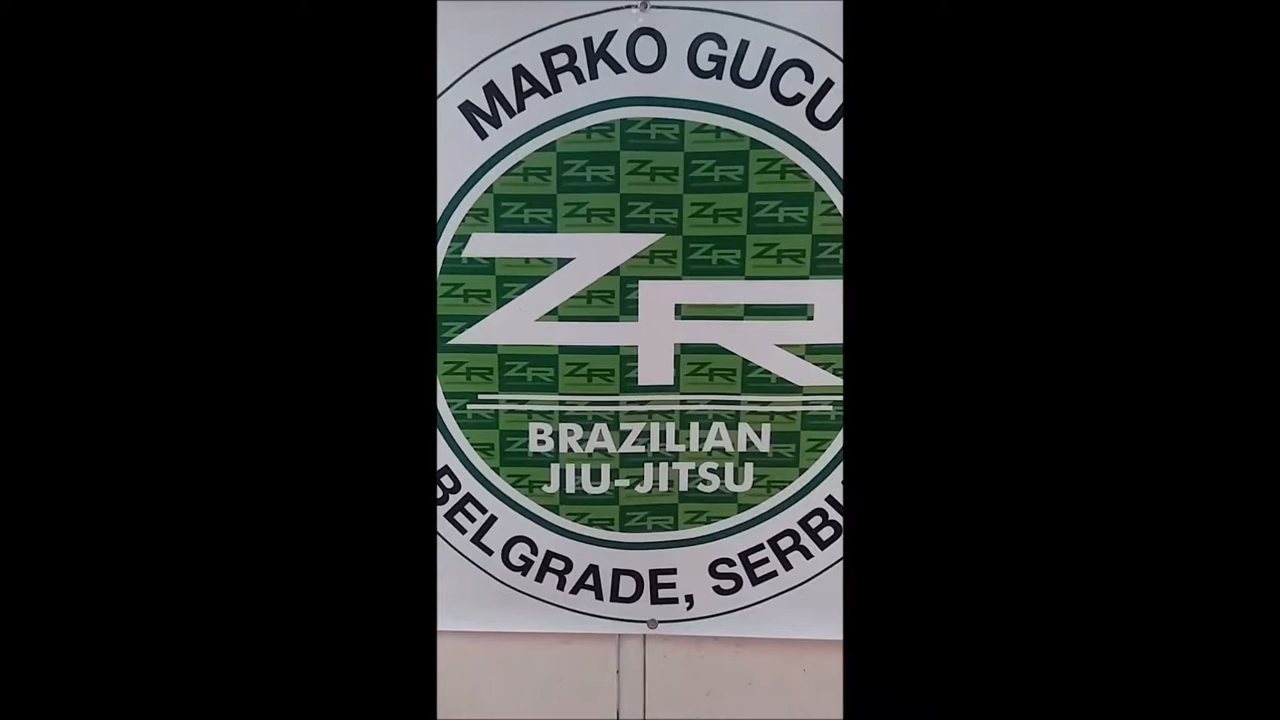 MARKO GUCU
ZR
BRAZILIAN
JIU-JITSU
BELGRADE, SERBI